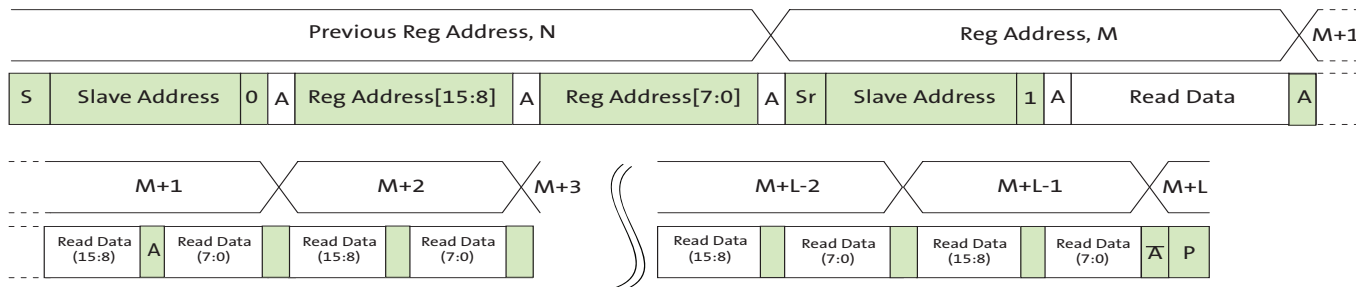 Previous Reg Address, N Reg Address, M M+1
S Slave Address 0 A Reg Address[15:8] A Reg Address[7:0] A Sr Slave Address 1 A Read Data A
M+1 M+2 M+3 M+L-2 M+L-1 M+L
Read Data A Read Data Read Data Read Data Read Data Read Data Read Data Read Data A̅ P
(15:8) (7:0) (15:8) (7:0) (15:8) (7:0) (15:8) (7:0)